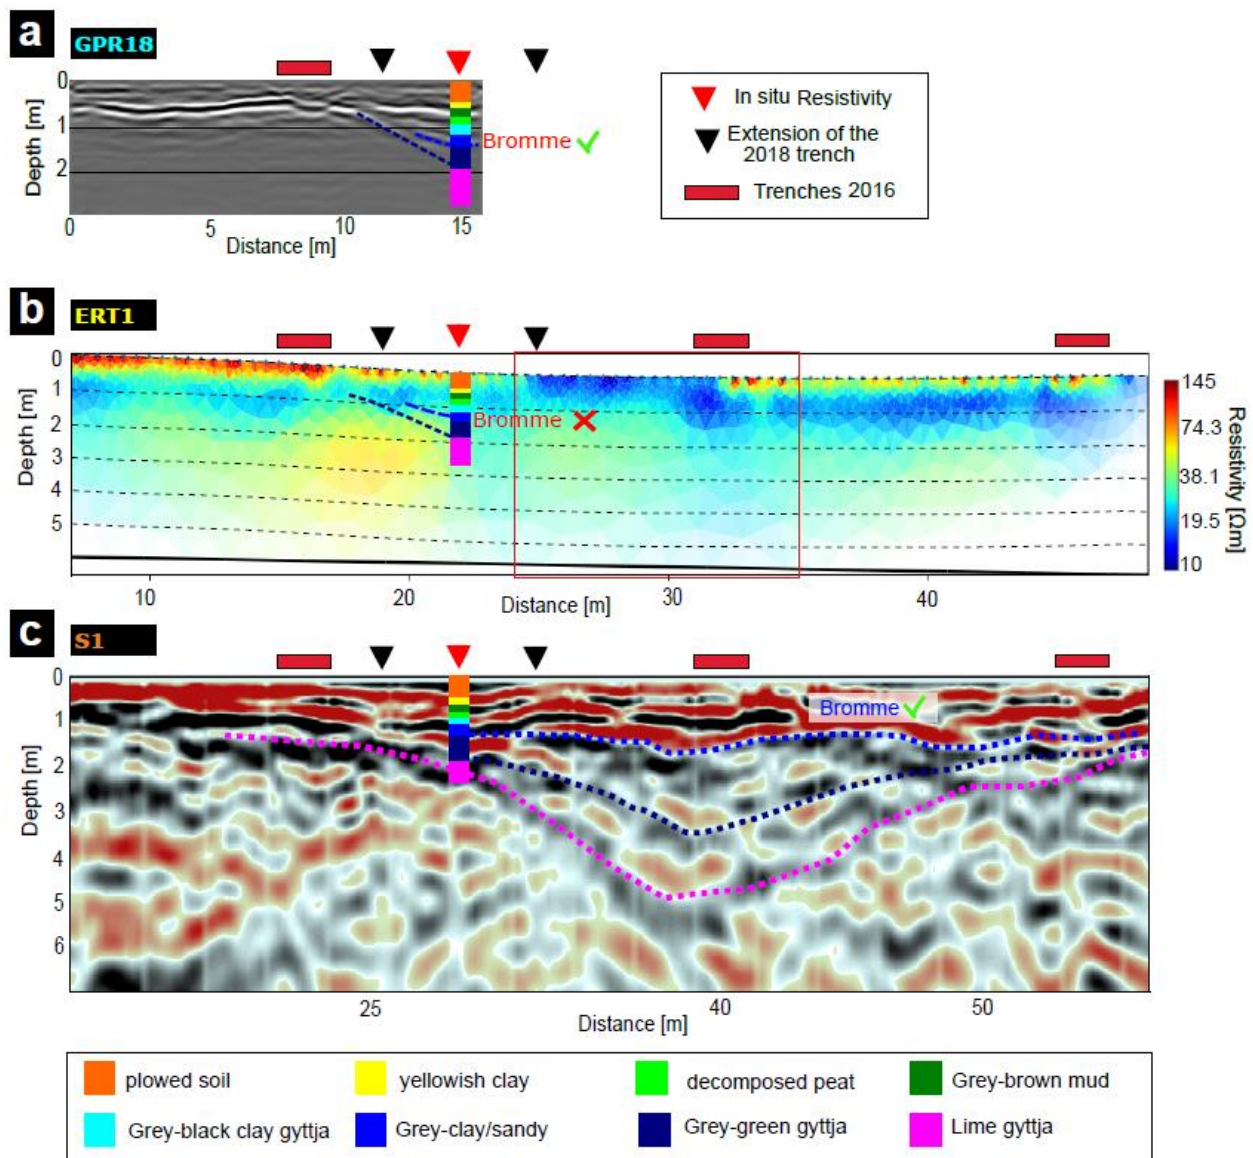 a
GPR18
0
1
2
Depth [m]
Bromme
0
5
10
15
Distance [m]
In situ Resistivity
Extension of the
2018 trench
Trenches 2016
b
ERT1
0
1
2
3
4
5
Depth [m]
Bromme
10
20
30
40
Distance [m]
145
74.3
38.1
19.5
10
Resistivity [Ωm]
c
S1
0
1
2
3
4
5
6
Depth [m]
Bromme
25
40
50
Distance [m]
plowed soil
yellowish clay
decomposed peat
Grey-brown mud
Grey-black clay gyttja
Grey-clay/sandy
Grey-green gyttja
Lime gyttja